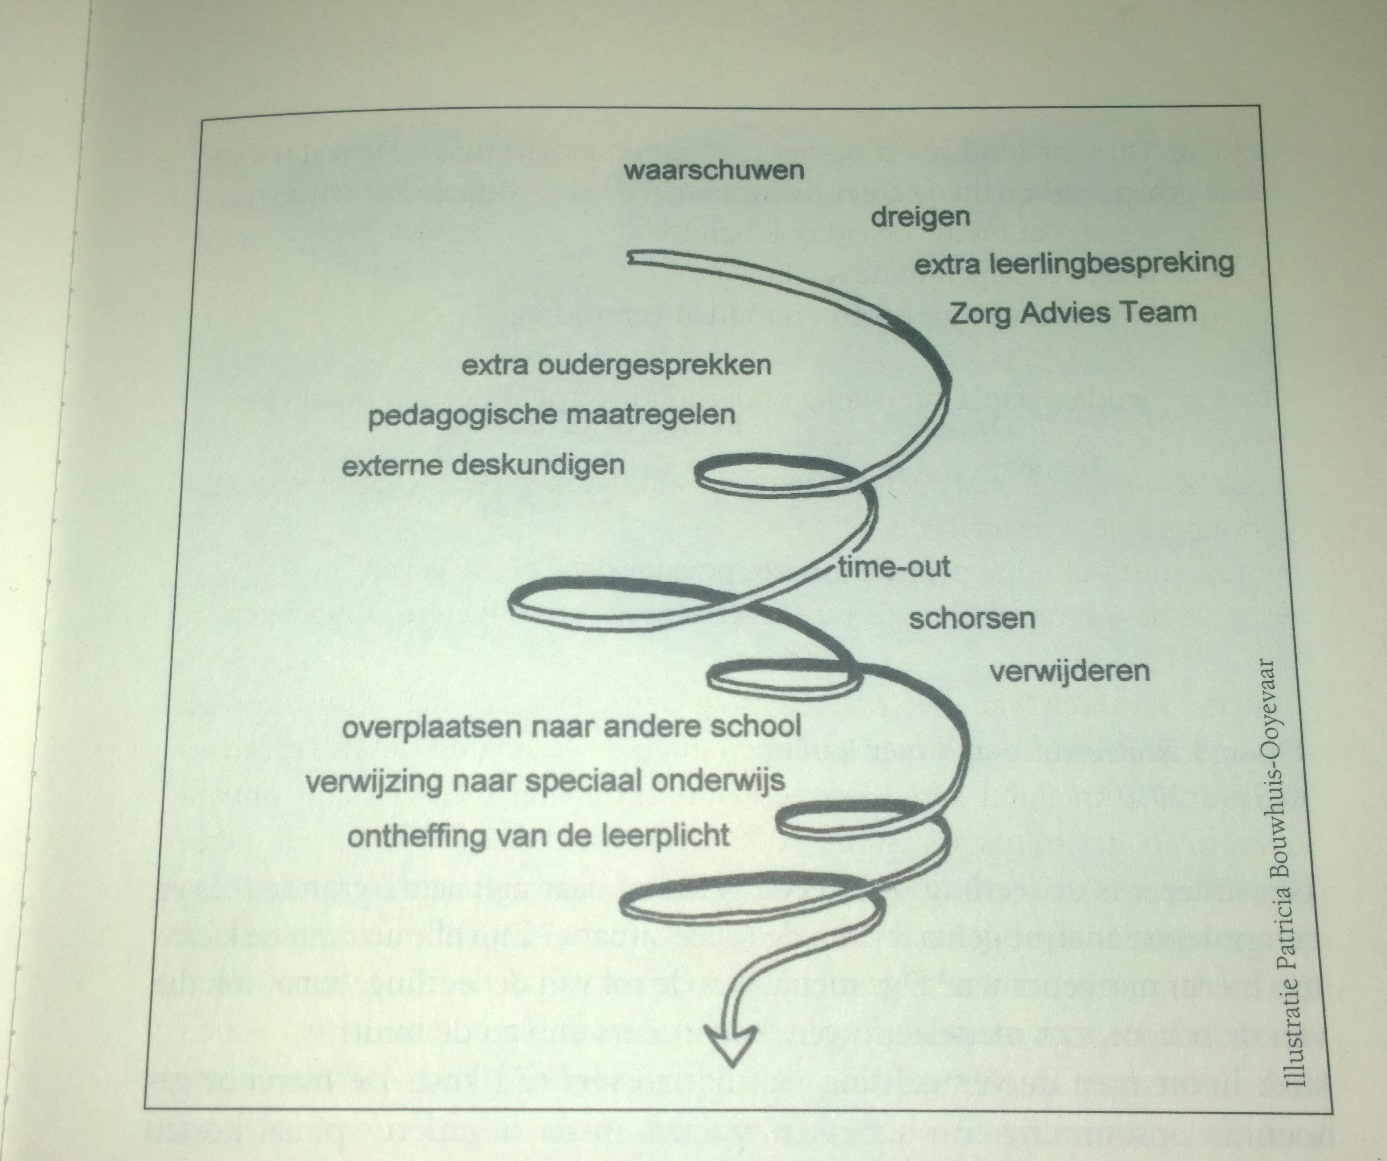 waarschuwen
dreigen
extra leerlingbespreking
Zorg Advies Team
extra oudergesprekken
pedagogische maatregelen
externe deskundigen
time-out
schorsen
verwijderen
overplaatsen naar andere school
verwijzing naar speciaal onderwijs
ontheffing van de leerplicht
Illustratie Patricia Bouwhuis-Ooyevaar